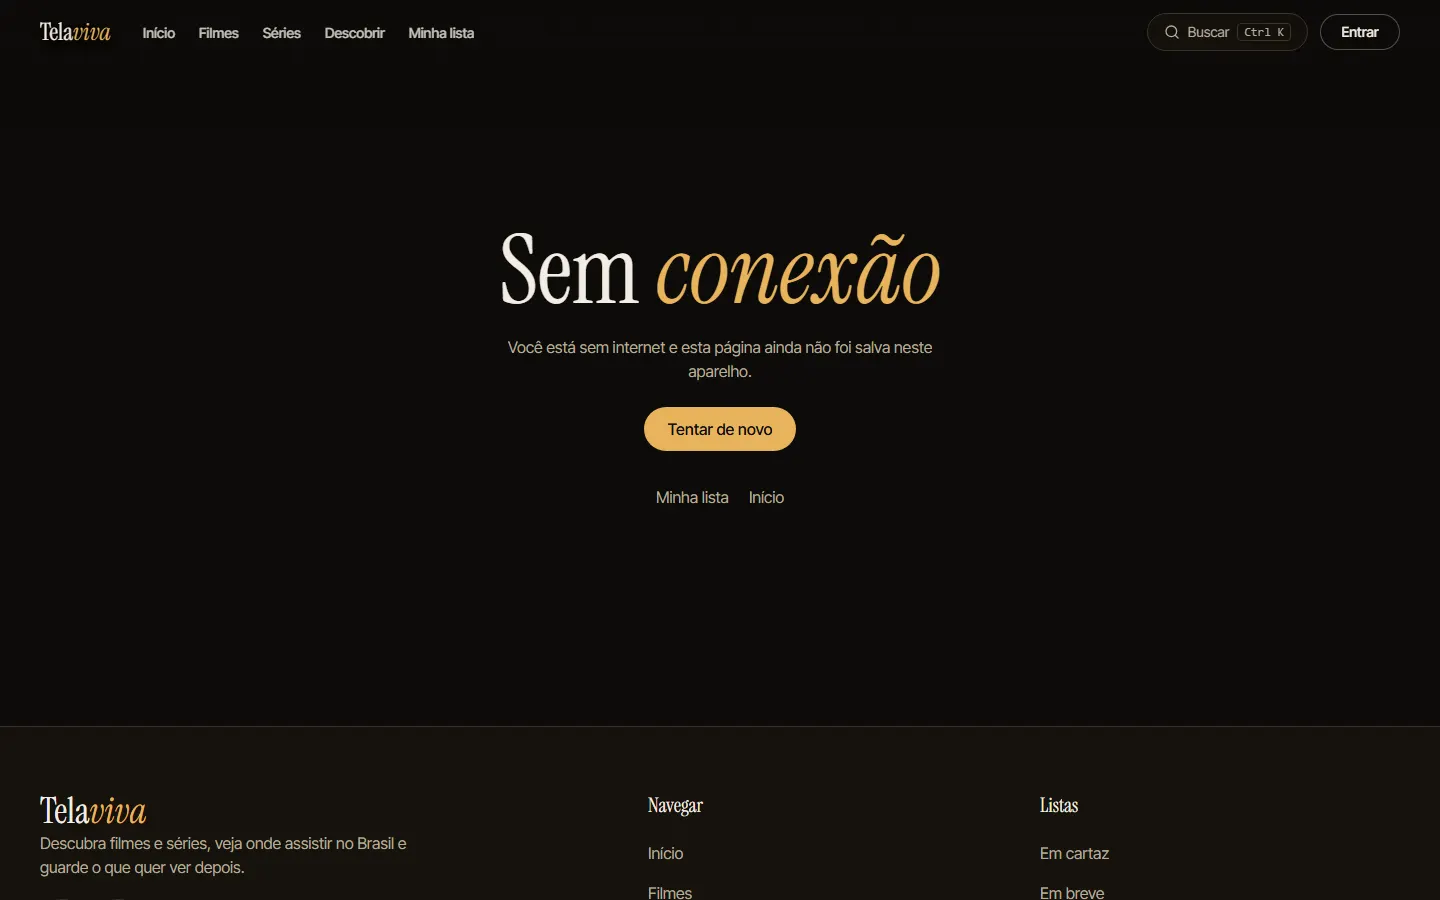 Telaviva Início Filmes Séries Descobrir Minha lista Buscar Ctrl K Entrar
Sem conexão
Você está sem internet e esta página ainda não foi salva neste
aparelho.
Tentar de novo
Minha lista Início
Telaviva
Descubra filmes e séries, veja onde assistir no Brasil e
guarde o que quer ver depois.
Navegar
Início
Filmes
Listas
Em cartaz
Em breve